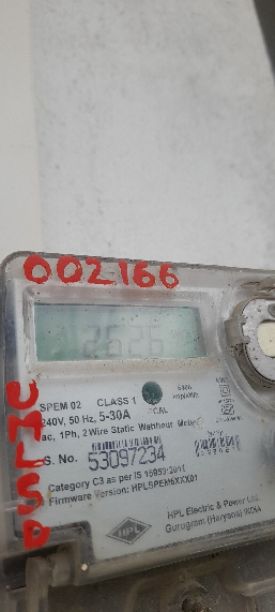 002166
2626
SPEM 02 CLASS 1
240V, 50 Hz, 5-30A CAL
ac, 1Ph, 2 Wire Static Watthour Meter
S. No. 53097234
Category C3 as per IS 15959:2011
Firmware Version: HPLSPEM6XXX01
HPL Electric & Power Ltd.
Gurugram (Haryana) INDIA
HPL